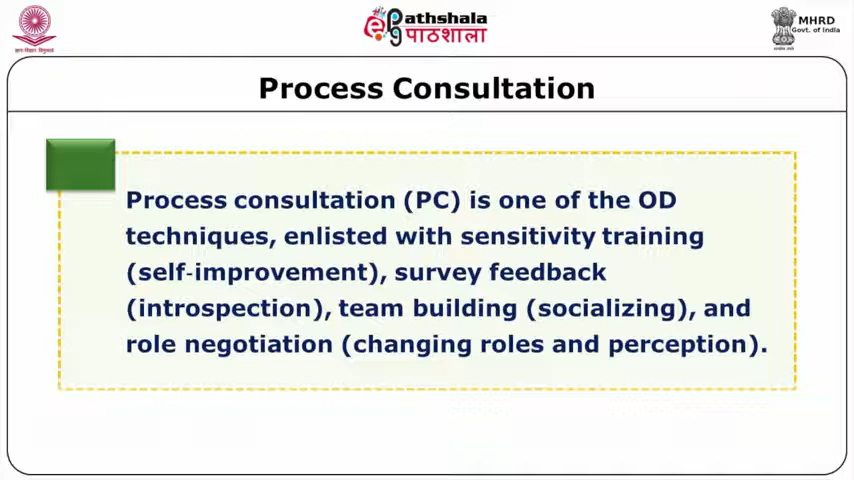 ePathshala
पाठशाला
MHRD
Govt. of India
Process Consultation
Process consultation (PC) is one of the OD
techniques, enlisted with sensitivity training
(self-improvement), survey feedback
(introspection), team building (socializing), and
role negotiation (changing roles and perception).